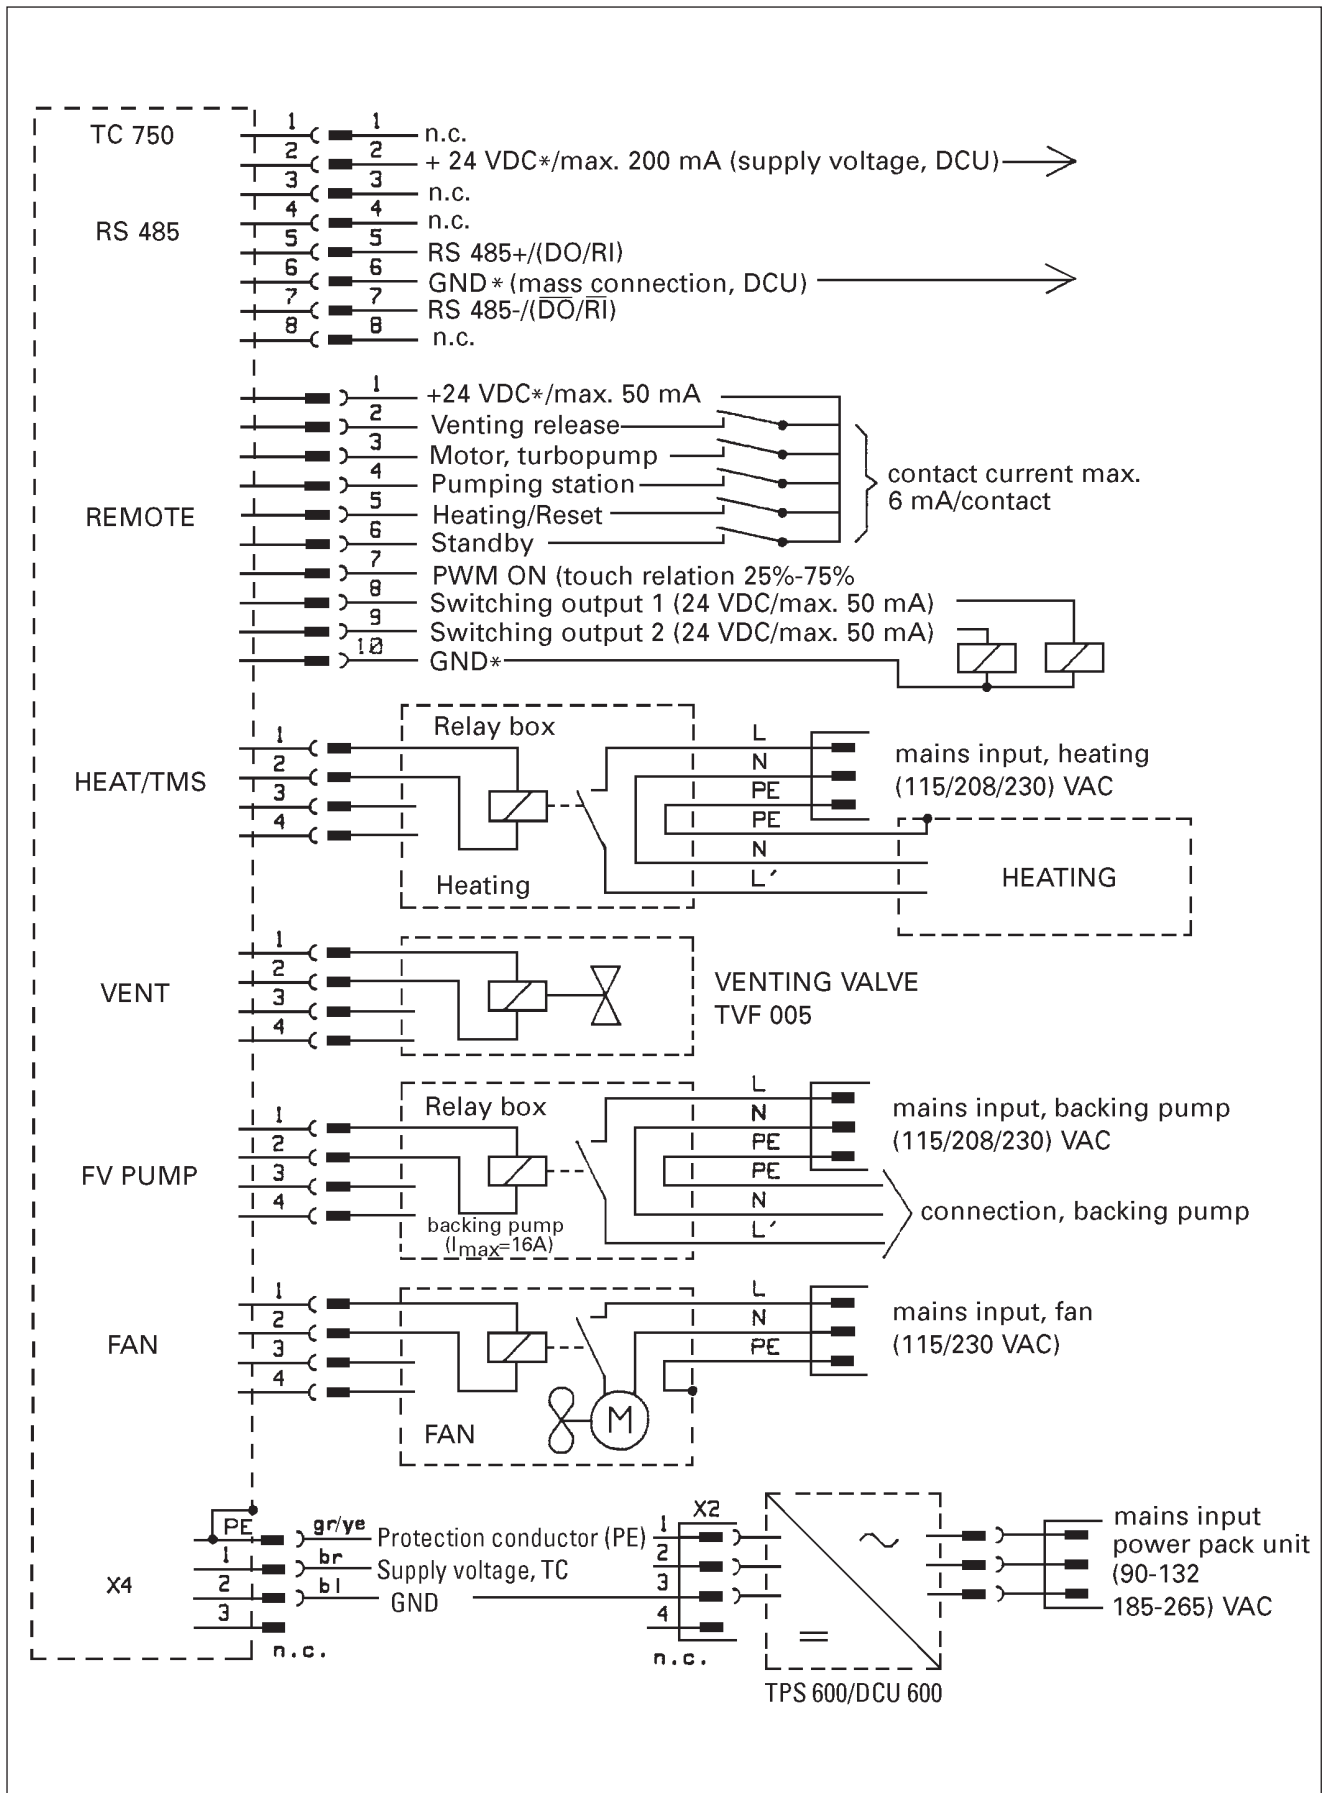 TC 750
1 1 n.c.
2 2 + 24 VDC*/max. 200 mA (supply voltage, DCU)
3 3 n.c.
4 4 n.c.
RS 485
5 5 RS 485+/(DO/RI)
6 6 GND* (mass connection, DCU)
7 7 RS 485-/(D̅O̅/R̅I̅)
8 8 n.c.
1 +24 VDC*/max. 50 mA
2 Venting release
3 Motor, turbopump
4 Pumping station
contact current max.
6 mA/contact
REMOTE
5 Heating/Reset
6 Standby
7 PWM ON (touch relation 25%-75%
8 Switching output 1 (24 VDC/max. 50 mA)
9 Switching output 2 (24 VDC/max. 50 mA)
10 GND*
HEAT/TMS
1
2
3
4
Relay box
Heating
L
N
PE
PE
N
L′
mains input, heating
(115/208/230) VAC
HEATING
VENT
1
2
3
4
VENTING VALVE
TVF 005
FV PUMP
1
2
3
4
Relay box
backing pump
(Imax=16A)
L
N
PE
PE
N
L′
mains input, backing pump
(115/208/230) VAC
connection, backing pump
FAN
1
2
3
4
M
FAN
L
N
PE
mains input, fan
(115/230 VAC)
X4
PE gr/ye Protection conductor (PE)
1 br Supply voltage, TC
2 bl GND
3
n.c.
X2
1
2
3
4
n.c.
TPS 600/DCU 600
mains input
power pack unit
(90-132
185-265) VAC